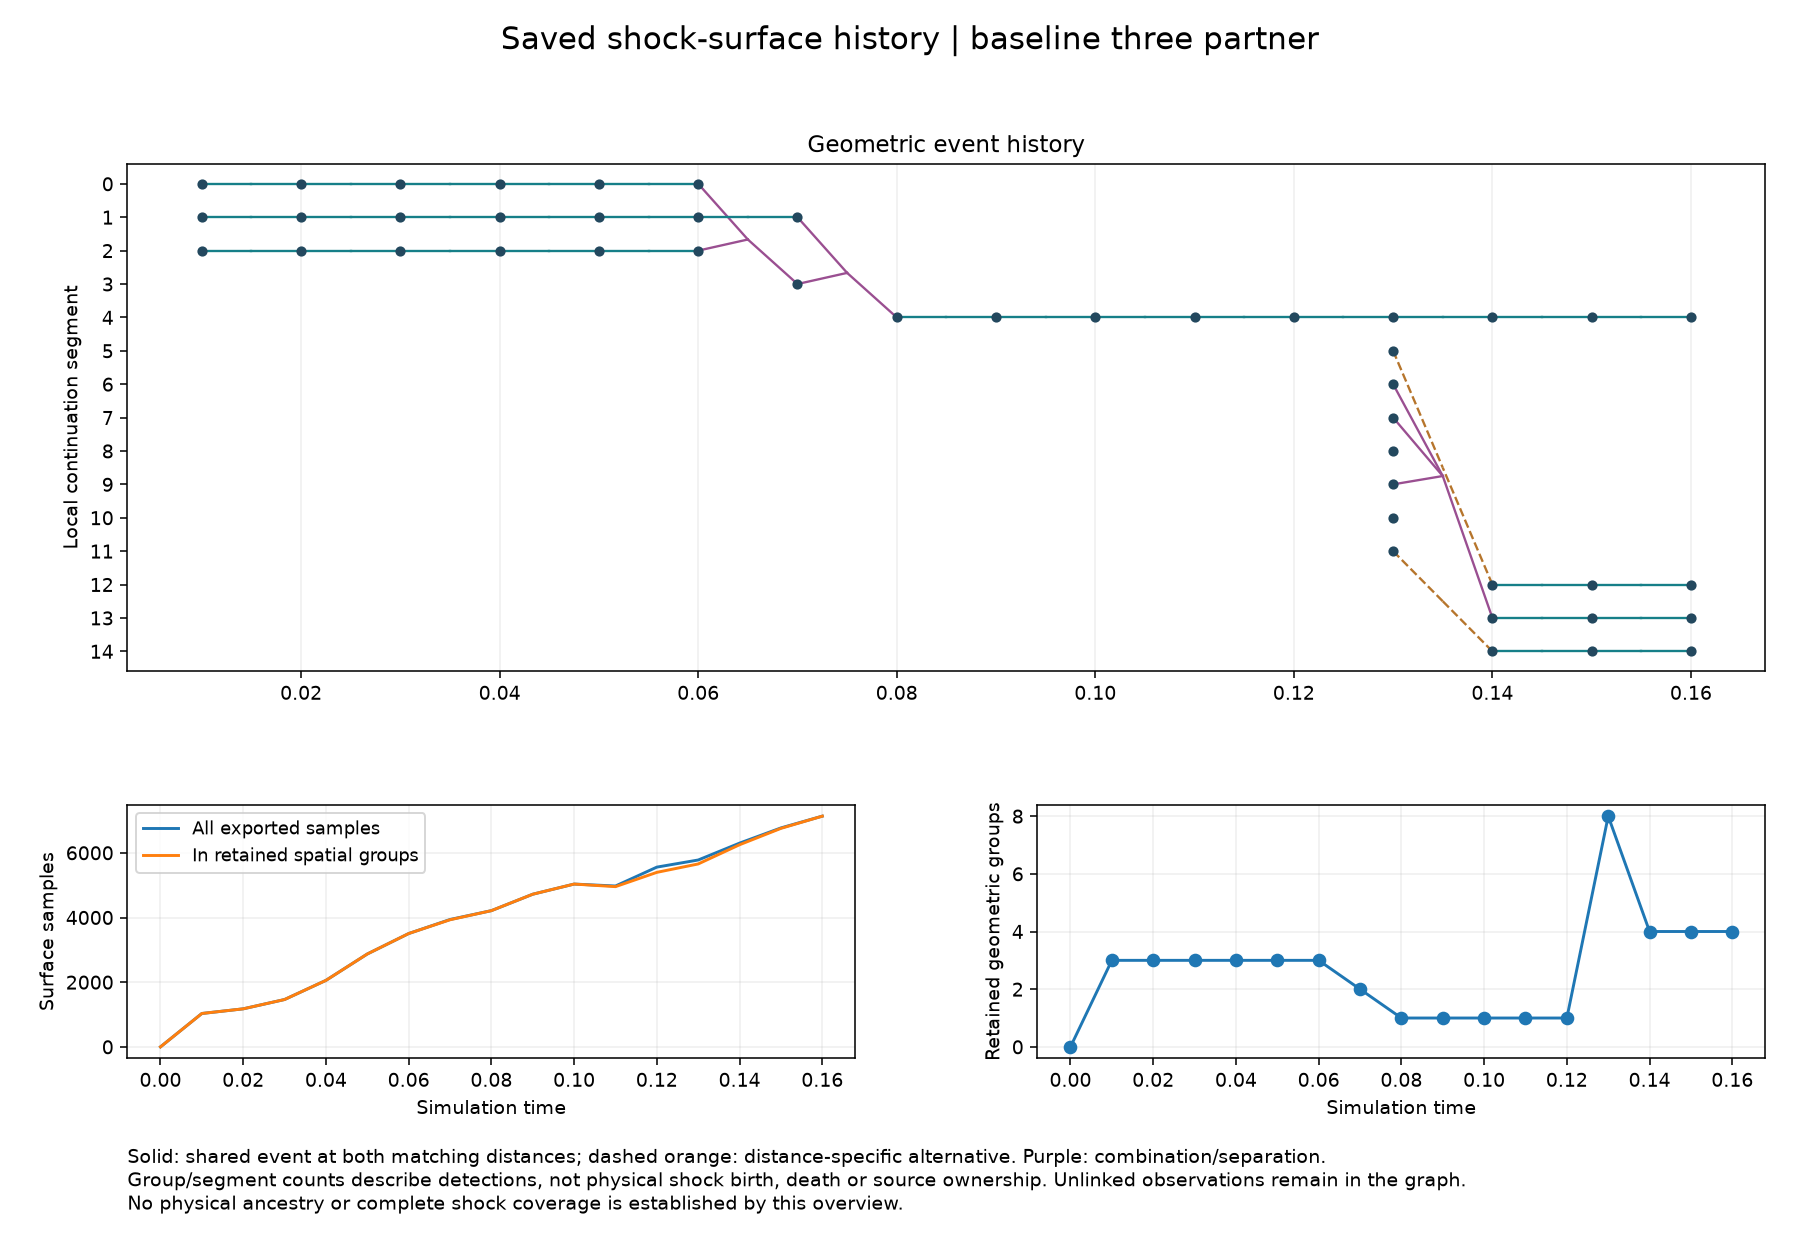 Saved shock-surface history | baseline three partner
Geometric event history
Local continuation segment
0
1
2
3
4
5
6
7
8
9
10
11
12
13
14
0.02 0.04 0.06 0.08 0.10 0.12 0.14 0.16
Surface samples
6000
4000
2000
0
All exported samples
In retained spatial groups
0.00 0.02 0.04 0.06 0.08 0.10 0.12 0.14 0.16
Simulation time
Retained geometric groups
8
6
4
2
0
0.00 0.02 0.04 0.06 0.08 0.10 0.12 0.14 0.16
Simulation time
Solid: shared event at both matching distances; dashed orange: distance-specific alternative. Purple: combination/separation.
Group/segment counts describe detections, not physical shock birth, death or source ownership. Unlinked observations remain in the graph.
No physical ancestry or complete shock coverage is established by this overview.